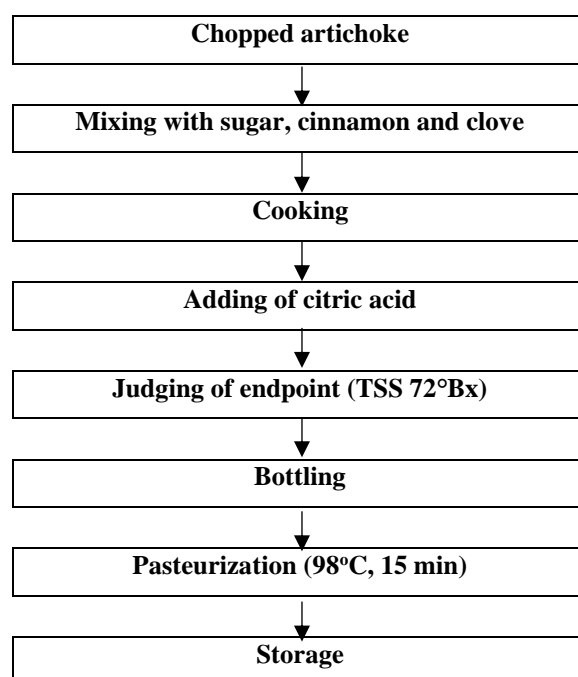 Chopped artichoke
Mixing with sugar, cinnamon and clove
Cooking
Adding of citric acid
Judging of endpoint (TSS 72°Bx)
Bottling
Pasteurization (98ºC, 15 min)
Storage